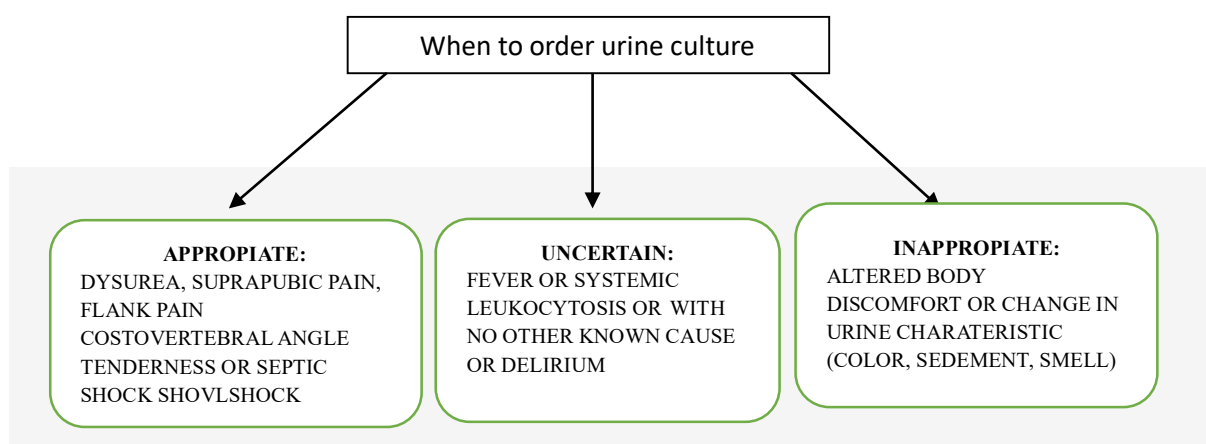 When to order urine culture
APPROPIATE:
DYSUREA, SUPRAPUBIC PAIN,
FLANK PAIN
COSTOVERTEBRAL ANGLE
TENDERNESS OR SEPTIC
SHOCK SHOVLSHOCK
UNCERTAIN:
FEVER OR SYSTEMIC
LEUKOCYTOSIS OR WITH
NO OTHER KNOWN CAUSE
OR DELIRIUM
INAPPROPIATE:
ALTERED BODY
DISCOMFORT OR CHANGE IN
URINE CHARATERISTIC
(COLOR, SEDEMENT, SMELL)